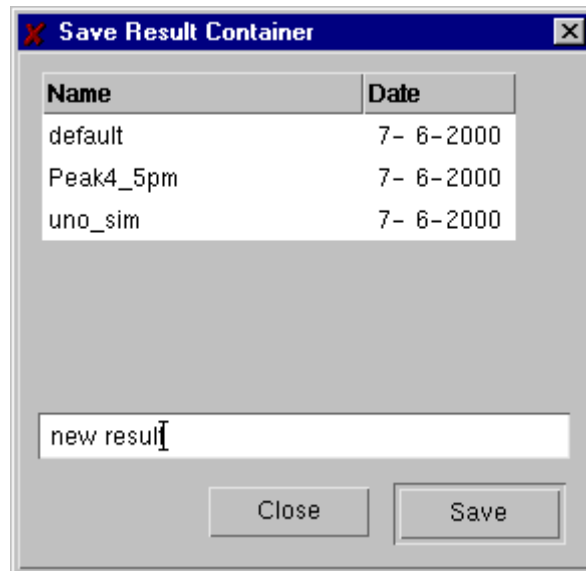 Save Result Container
Name Date
default 7- 6-2000
Peak4_5pm 7- 6-2000
uno_sim 7- 6-2000
new result
Close Save